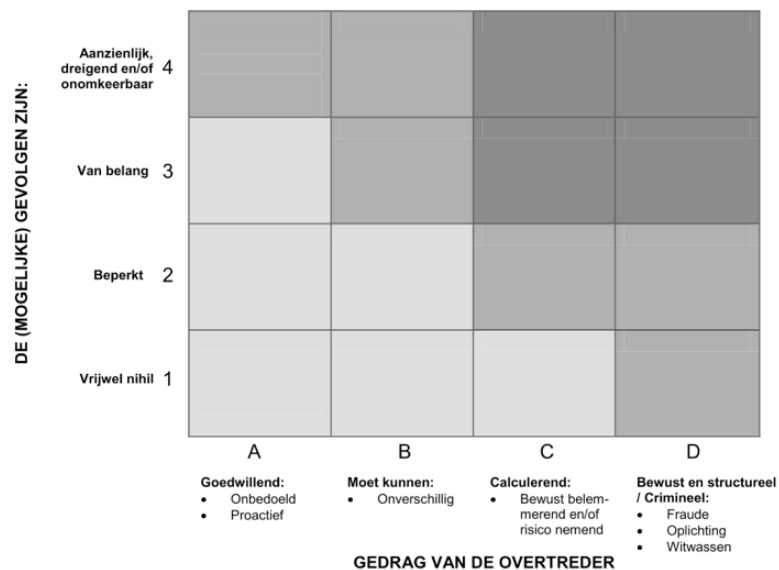 DE (MOGELIJKE) GEVOLGEN ZIJN:
Aanzienlijk,
dreigend en/of
onomkeerbaar
4
Van belang
3
Beperkt
2
Vrijwel nihil
1
A
B
C
D
Goedwillend:
• Onbedoeld
• Proactief
Moet kunnen:
• Onverschillig
Calculerend:
• Bewust belem-
merend en/of
risico nemend
Bewust en structureel
/ Crimineel:
• Fraude
• Oplichting
• Witwassen
GEDRAG VAN DE OVERTREDER